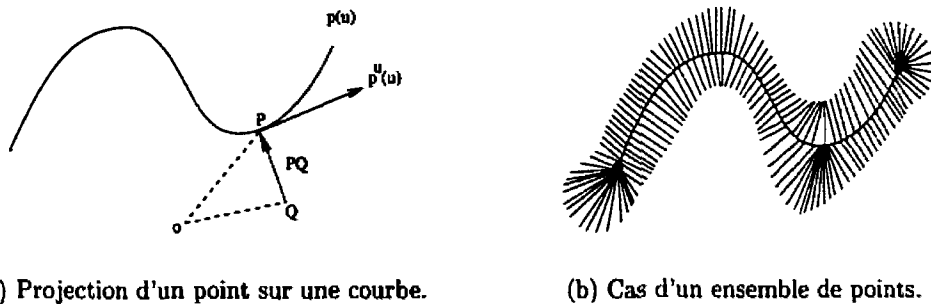 p(u)
u
p'(u)
P
PQ
Q
o
) Projection d'un point sur une courbe.
(b) Cas d'un ensemble de points.